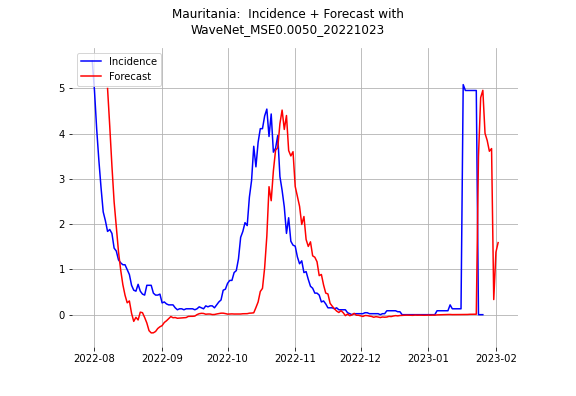 Mauritania:  Incidence + Forecast with
WaveNet_MSE0.0050_20221023
Incidence
Forecast
5
4
3
2
1
0
2022-08 2022-09 2022-10 2022-11 2022-12 2023-01 2023-02